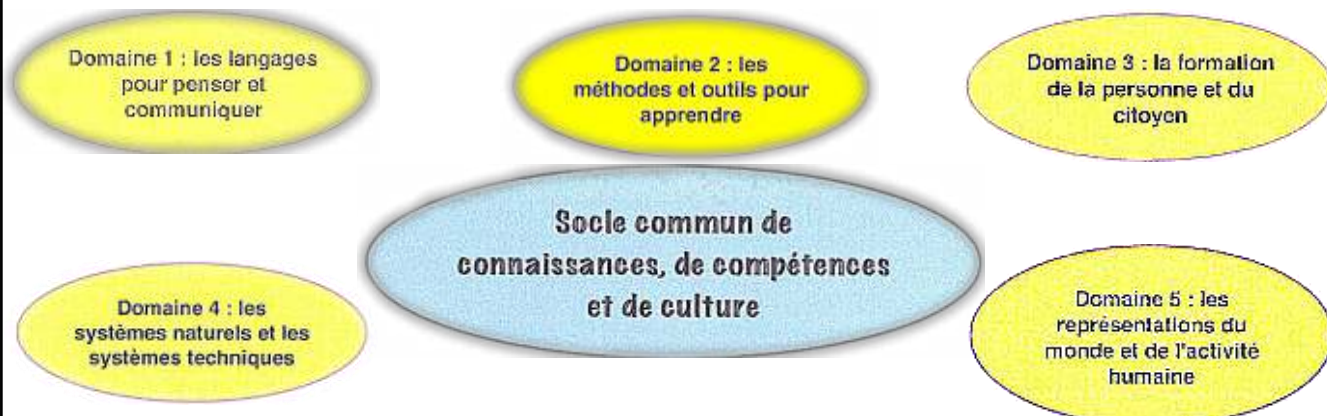 Domaine 1 : les langages
pour penser et
communiquer
Domaine 2 : les
méthodes et outils pour
apprendre
Domaine 3 : la formation
de la personne et du
citoyen
Socle commun de
connaissances, de compétences
et de culture
Domaine 4 : les
systèmes naturels et les
systèmes techniques
Domaine 5 : les
représentations du
monde et de l'activité
humaine